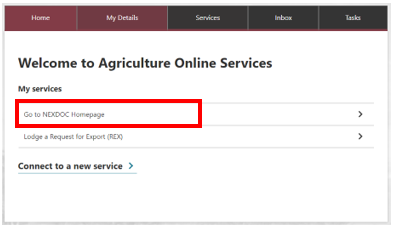 Home My Details Services Inbox Tasks
Welcome to Agriculture Online Services
My services
Go to NEXDOC Homepage
Lodge a Request for Export (REX)
Connect to a new service